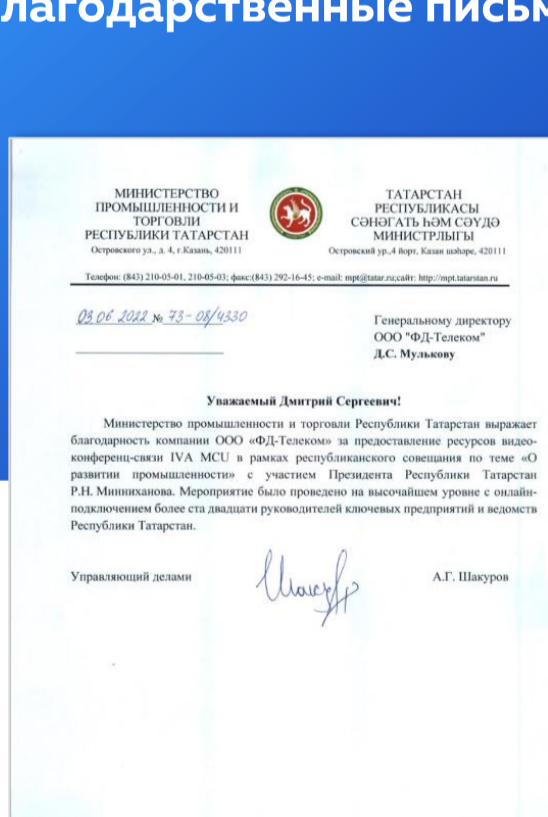 лагодарственные письм
МИНИСТЕРСТВО
ПРОМЫШЛЕННОСТИ И
ТОРГОВЛИ
РЕСПУБЛИКИ ТАТАРСТАН
Островского ул., д. 4, г.Казань, 420111
ТАТАРСТАН
РЕСПУБЛИКАСЫ
СӘНӘГАТЬ ҺӘМ СӘҮДӘ
МИНИСТРЛЫГЫ
Островский ур.,4 йорт, Казан шәһәре, 420111
Телефон: (843) 210-05-01, 210-05-03; факс:(843) 292-16-45; e-mail: mpt@tatar.ru;сайт: http://mpt.tatarstan.ru
03.06 2022 № 73-08/4330
Генеральному директору
ООО "ФД-Телеком"
Д.С. Мулькову
Уважаемый Дмитрий Сергеевич!
Министерство промышленности и торговли Республики Татарстан выражает
благодарность компании ООО «ФД-Телеком» за предоставление ресурсов видео-
конференц-связи IVA MCU в рамках республиканского совещания по теме «О
развитии промышленности» с участием Президента Республики Татарстан
Р.Н. Минниханова. Мероприятие было проведено на высочайшем уровне с онлайн-
подключением более ста двадцати руководителей ключевых предприятий и ведомств
Республики Татарстан.
Управляющий делами
А.Г. Шакуров